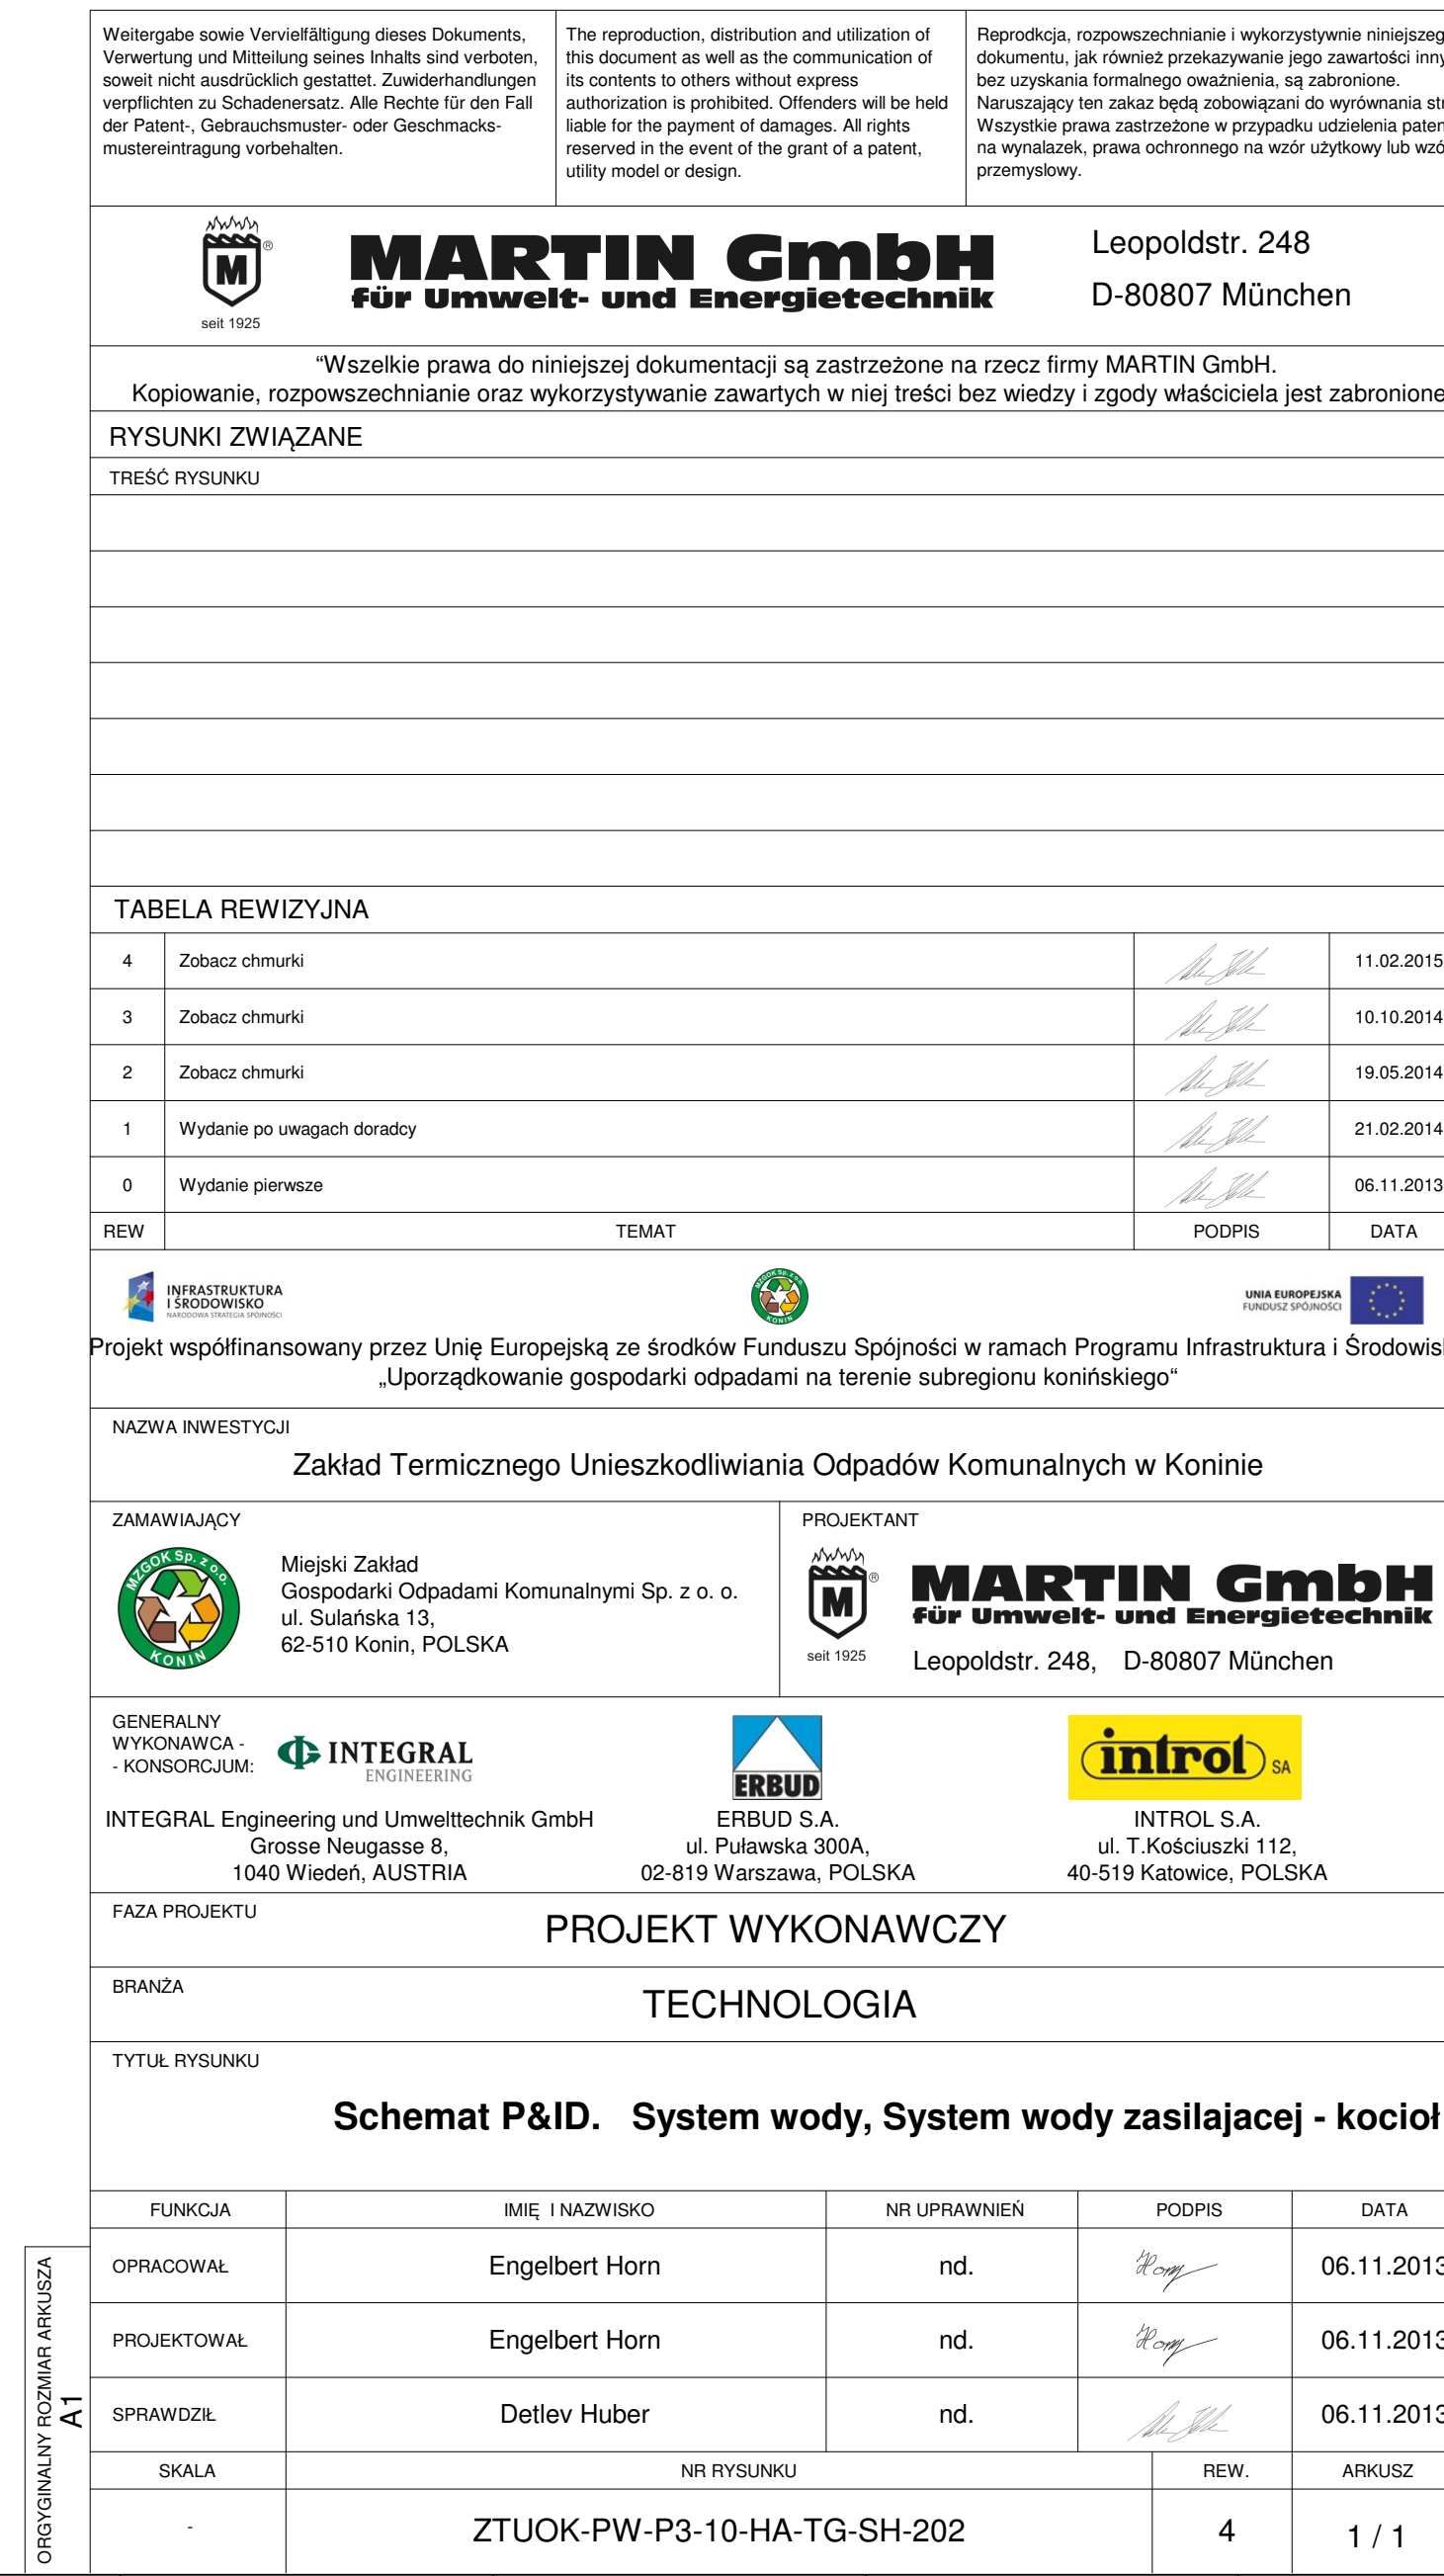 Weitergabe sowie Vervielfältigung dieses Dokuments,
Verwertung und Mitteilung seines Inhalts sind verboten,
soweit nicht ausdrücklich gestattet. Zuwiderhandlungen
verpflichten zu Schadenersatz. Alle Rechte für den Fall
der Patent-, Gebrauchsmuster- oder Geschmacks-
mustereintragung vorbehalten.
The reproduction, distribution and utilization of
this document as well as the communication of
its contents to others without express
authorization is prohibited. Offenders will be held
liable for the payment of damages. All rights
reserved in the event of the grant of a patent,
utility model or design.
Reprodkcja, rozpowszechnianie i wykorzystywnie niniejszeg
dokumentu, jak również przekazywanie jego zawartości inny
bez uzyskania formalnego oważnienia, są zabronione.
Naruszający ten zakaz będą zobowiązani do wyrównania str
Wszystkie prawa zastrzeżone w przypadku udzielenia paten
na wynalazek, prawa ochronnego na wzór użytkowy lub wzó
przemyslowy.
M ®
seit 1925
MARTIN GmbH
für Umwelt- und Energietechnik
Leopoldstr. 248
D-80807 München
“Wszelkie prawa do niniejszej dokumentacji są zastrzeżone na rzecz firmy MARTIN GmbH.
Kopiowanie, rozpowszechnianie oraz wykorzystywanie zawartych w niej treści bez wiedzy i zgody właściciela jest zabronione
RYSUNKI ZWIĄZANE
TREŚĆ RYSUNKU
TABELA REWIZYJNA
4 Zobacz chmurki 11.02.2015
3 Zobacz chmurki 10.10.2014
2 Zobacz chmurki 19.05.2014
1 Wydanie po uwagach doradcy 21.02.2014
0 Wydanie pierwsze 06.11.2013
REW TEMAT PODPIS DATA
INFRASTRUKTURA
I ŚRODOWISKO
NARODOWA STRATEGIA SPÓJNOŚCI
MZGOK Sp. z o.o.
KONIN
UNIA EUROPEJSKA
FUNDUSZ SPÓJNOŚCI
Projekt współfinansowany przez Unię Europejską ze środków Funduszu Spójności w ramach Programu Infrastruktura i Środowisk
„Uporządkowanie gospodarki odpadami na terenie subregionu konińskiego“
NAZWA INWESTYCJI
Zakład Termicznego Unieszkodliwiania Odpadów Komunalnych w Koninie
ZAMAWIAJĄCY
MZGOK Sp. z o.o.
KONIN
Miejski Zakład
Gospodarki Odpadami Komunalnymi Sp. z o. o.
ul. Sulańska 13,
62-510 Konin, POLSKA
PROJEKTANT
M ®
seit 1925
MARTIN GmbH
für Umwelt- und Energietechnik
Leopoldstr. 248, D-80807 München
GENERALNY
WYKONAWCA -
- KONSORCJUM:
INTEGRAL
ENGINEERING
INTEGRAL Engineering und Umwelttechnik GmbH
Grosse Neugasse 8,
1040 Wiedeń, AUSTRIA
ERBUD
ERBUD S.A.
ul. Puławska 300A,
02-819 Warszawa, POLSKA
introl SA
INTROL S.A.
ul. T.Kościuszki 112,
40-519 Katowice, POLSKA
FAZA PROJEKTU
PROJEKT WYKONAWCZY
BRANŻA
TECHNOLOGIA
TYTUŁ RYSUNKU
Schemat P&ID. System wody, System wody zasilajacej - kocioł
FUNKCJA IMIĘ I NAZWISKO NR UPRAWNIEŃ PODPIS DATA
OPRACOWAŁ Engelbert Horn nd. Horn 06.11.2013
PROJEKTOWAŁ Engelbert Horn nd. Horn 06.11.2013
SPRAWDZIŁ Detlev Huber nd. 06.11.2013
SKALA NR RYSUNKU REW. ARKUSZ
- ZTUOK-PW-P3-10-HA-TG-SH-202 4 1 / 1
ORGYGINALNY ROZMIAR ARKUSZA
A1